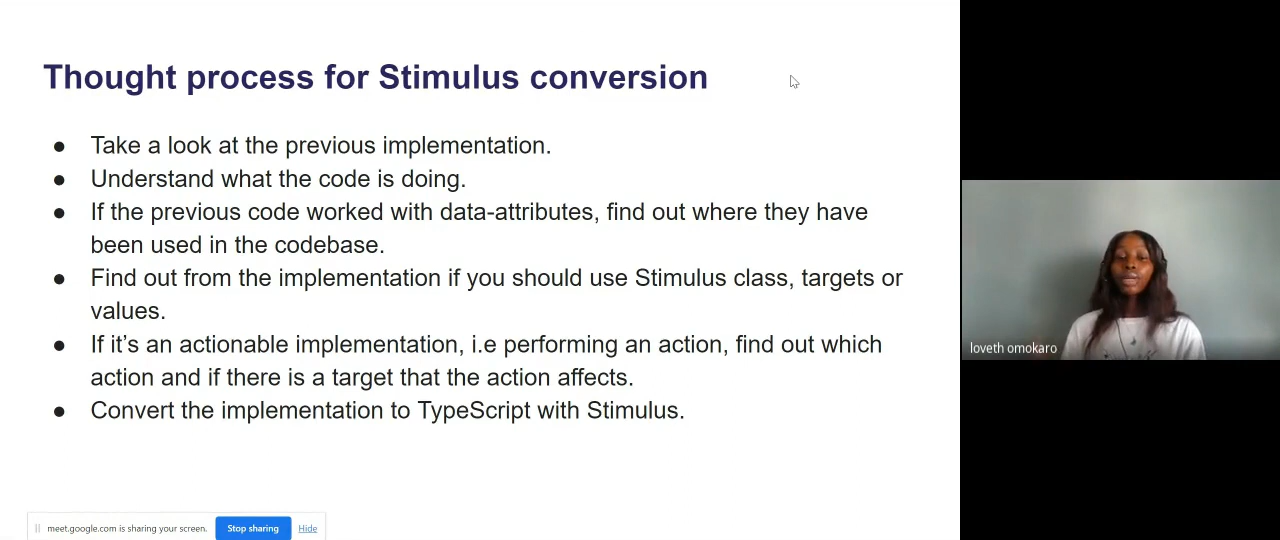 Thought process for Stimulus conversion
● Take a look at the previous implementation.
● Understand what the code is doing.
● If the previous code worked with data-attributes, find out where they have
been used in the codebase.
● Find out from the implementation if you should use Stimulus class, targets or
values.
● If it's an actionable implementation, i.e performing an action, find out which
action and if there is a target that the action affects.
● Convert the implementation to TypeScript with Stimulus.
loveth omokaro
meet.google.com is sharing your screen. Stop sharing Hide